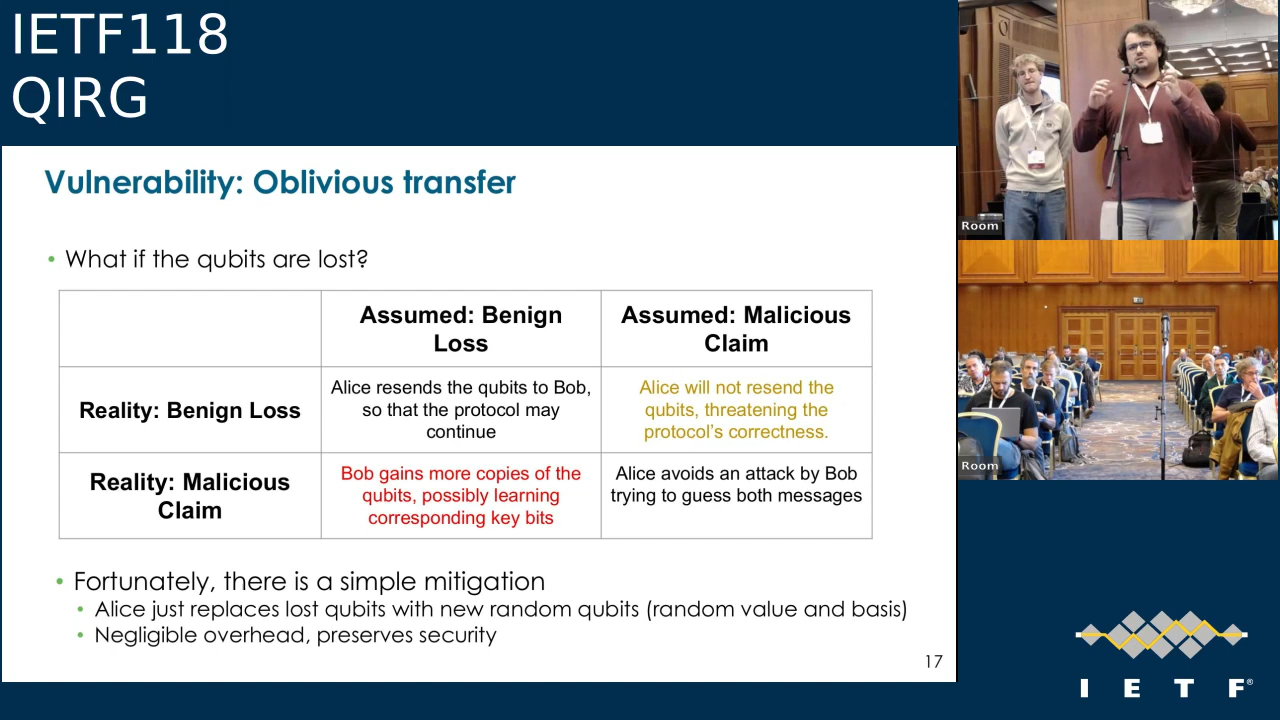 IETF118
QIRG
Vulnerability: Oblivious transfer
• What if the qubits are lost?
Assumed: Benign
Loss
Assumed: Malicious
Claim
Reality: Benign Loss
Alice resends the qubits to Bob,
so that the protocol may
continue
Alice will not resend the
qubits, threatening the
protocol's correctness.
Reality: Malicious
Claim
Bob gains more copies of the
qubits, possibly learning
corresponding key bits
Alice avoids an attack by Bob
trying to guess both messages
• Fortunately, there is a simple mitigation
• Alice just replaces lost qubits with new random qubits (random value and basis)
• Negligible overhead, preserves security
17
Room
Room
I E T F®